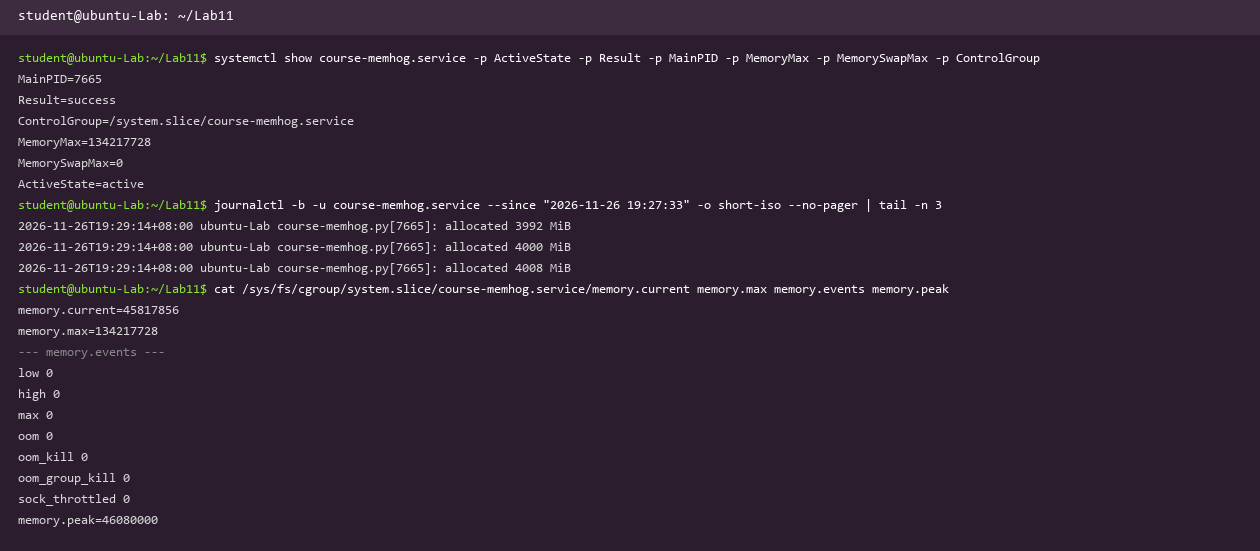 student@ubuntu-Lab: ~/Lab11
student@ubuntu-Lab:~/Lab11$ systemctl show course-memhog.service -p ActiveState -p Result -p MainPID -p MemoryMax -p MemorySwapMax -p ControlGroup
MainPID=7665
Result=success
ControlGroup=/system.slice/course-memhog.service
MemoryMax=134217728
MemorySwapMax=0
ActiveState=active
student@ubuntu-Lab:~/Lab11$ journalctl -b -u course-memhog.service --since "2026-11-26 19:27:33" -o short-iso --no-pager | tail -n 3
2026-11-26T19:29:14+08:00 ubuntu-Lab course-memhog.py[7665]: allocated 3992 MiB
2026-11-26T19:29:14+08:00 ubuntu-Lab course-memhog.py[7665]: allocated 4000 MiB
2026-11-26T19:29:14+08:00 ubuntu-Lab course-memhog.py[7665]: allocated 4008 MiB
student@ubuntu-Lab:~/Lab11$ cat /sys/fs/cgroup/system.slice/course-memhog.service/memory.current memory.max memory.events memory.peak
memory.current=45817856
memory.max=134217728
--- memory.events ---
low 0
high 0
max 0
oom 0
oom_kill 0
oom_group_kill 0
sock_throttled 0
memory.peak=46080000